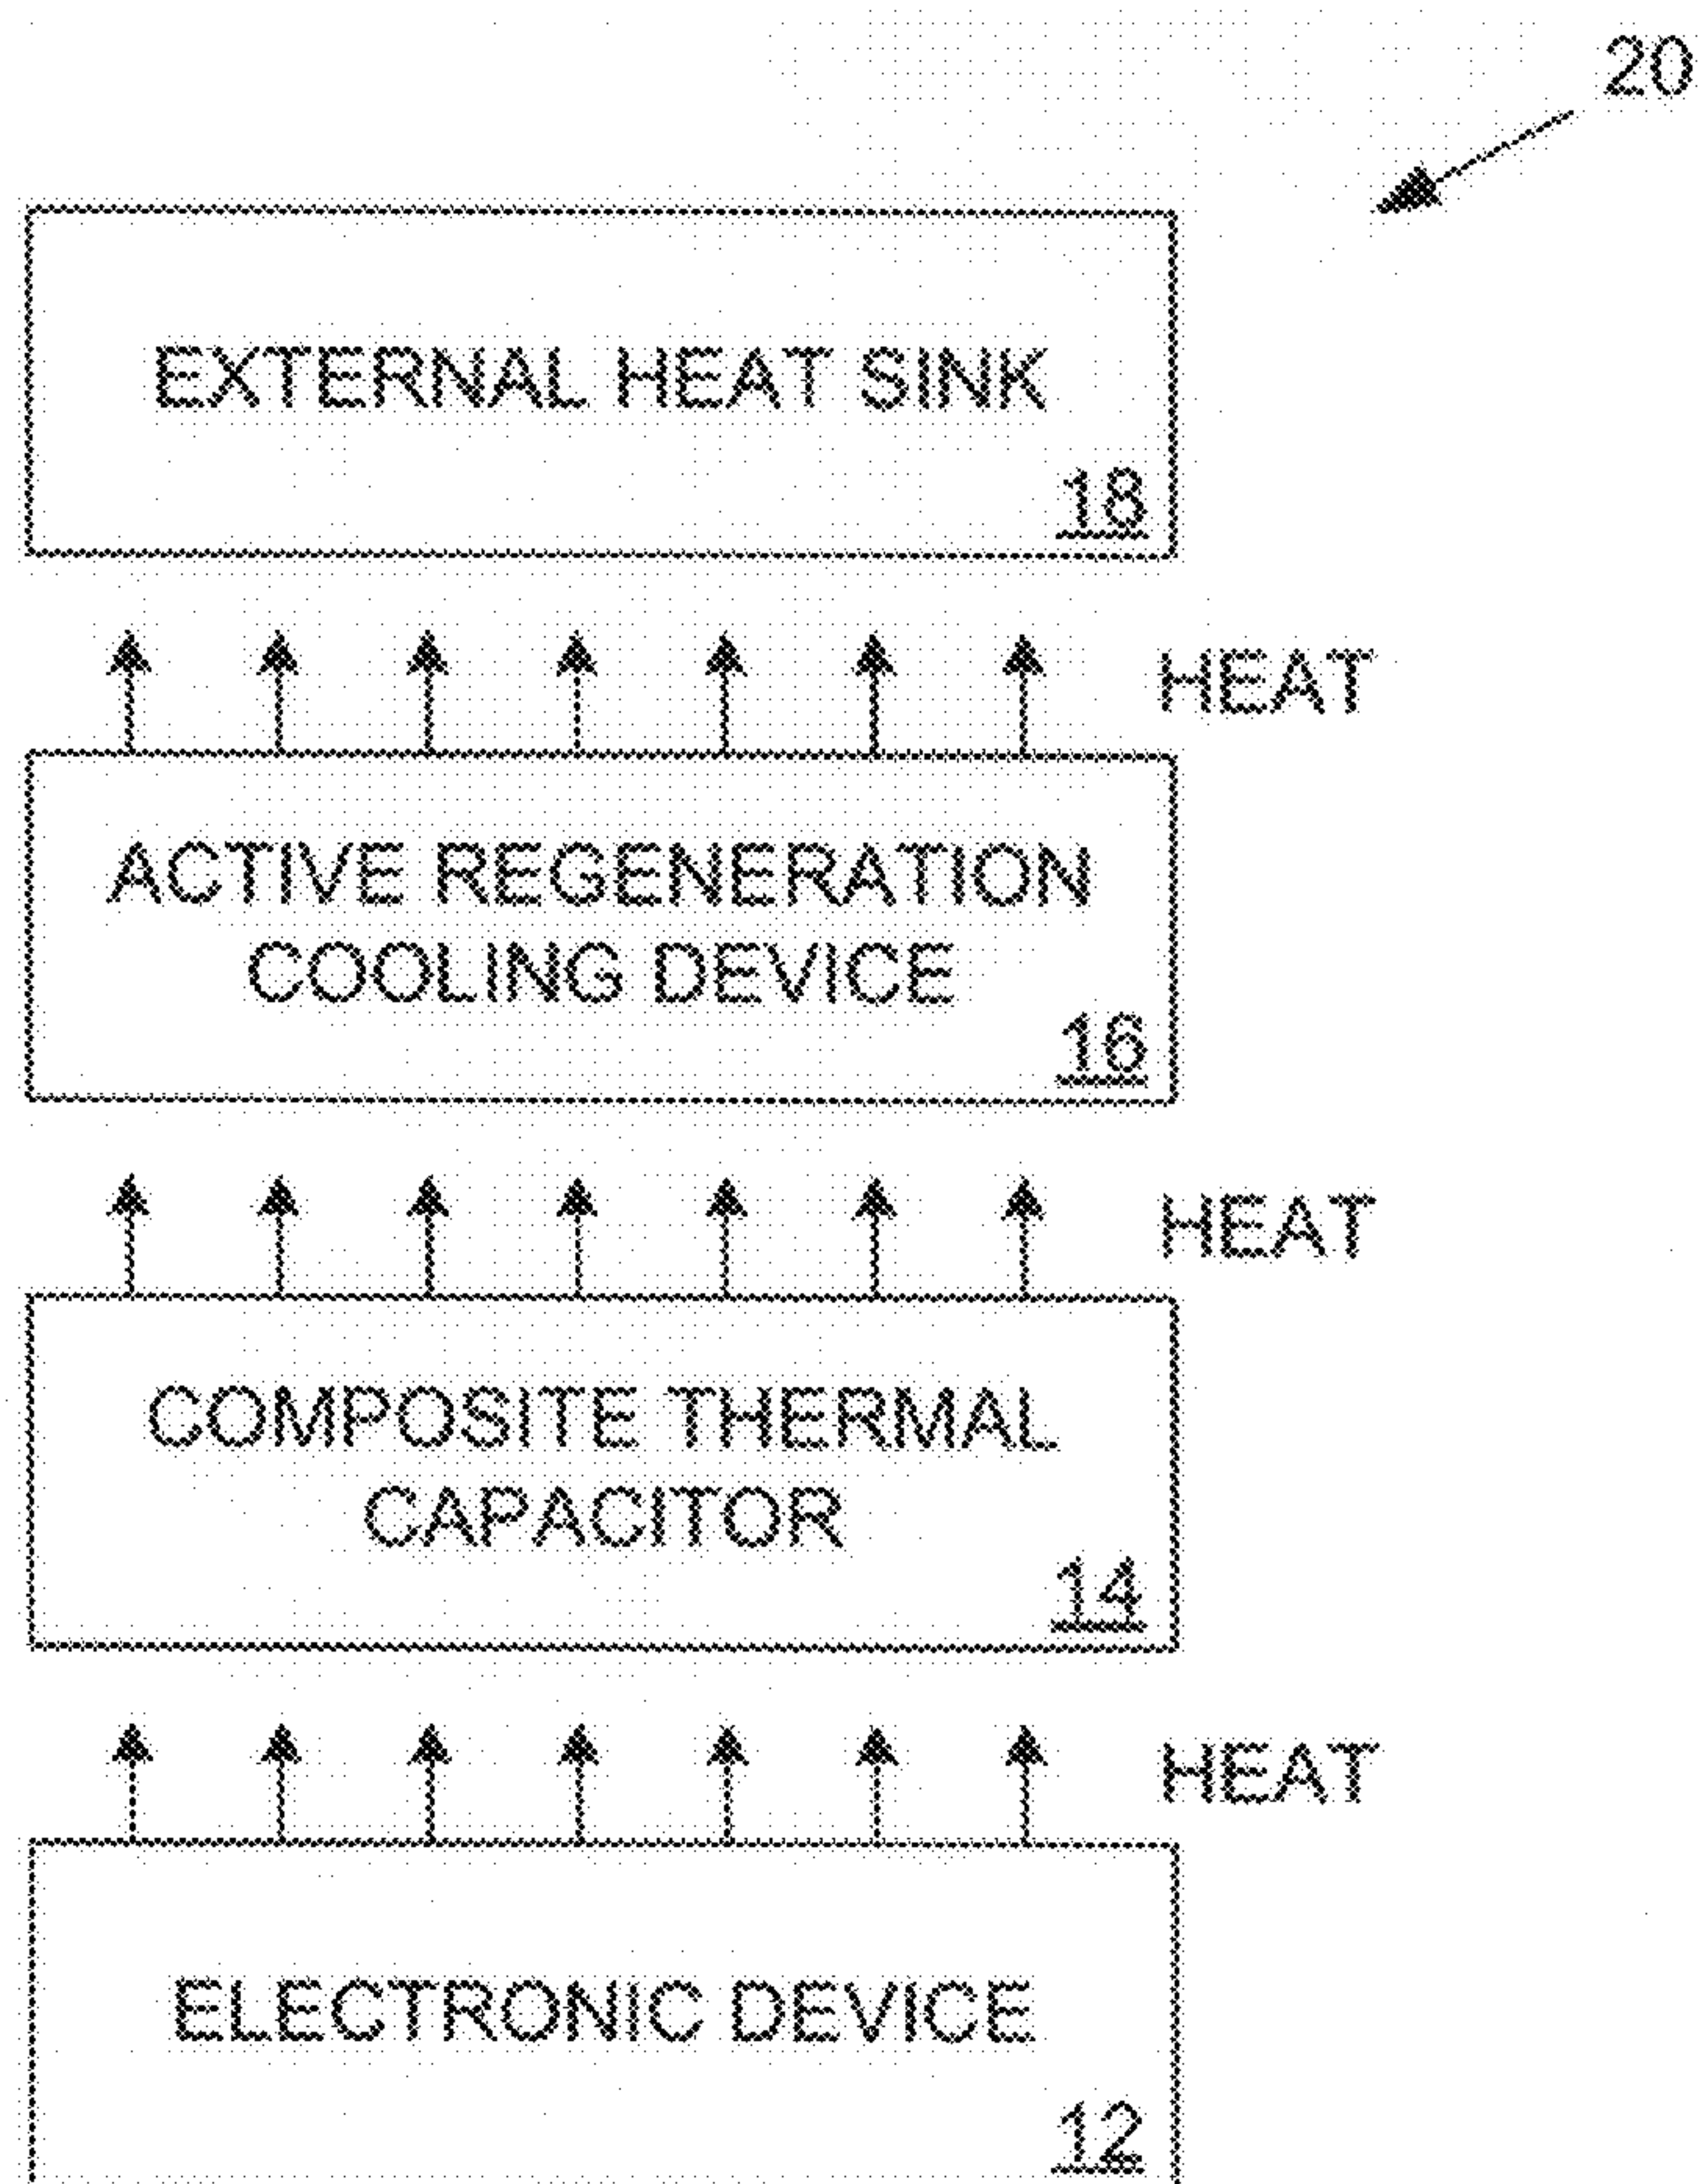 20
EXTERNAL HEAT SINK
18
HEAT
ACTIVE REGENERATION
COOLING DEVICE
16
HEAT
COMPOSITE THERMAL
CAPACITOR
14
HEAT
ELECTRONIC DEVICE
12